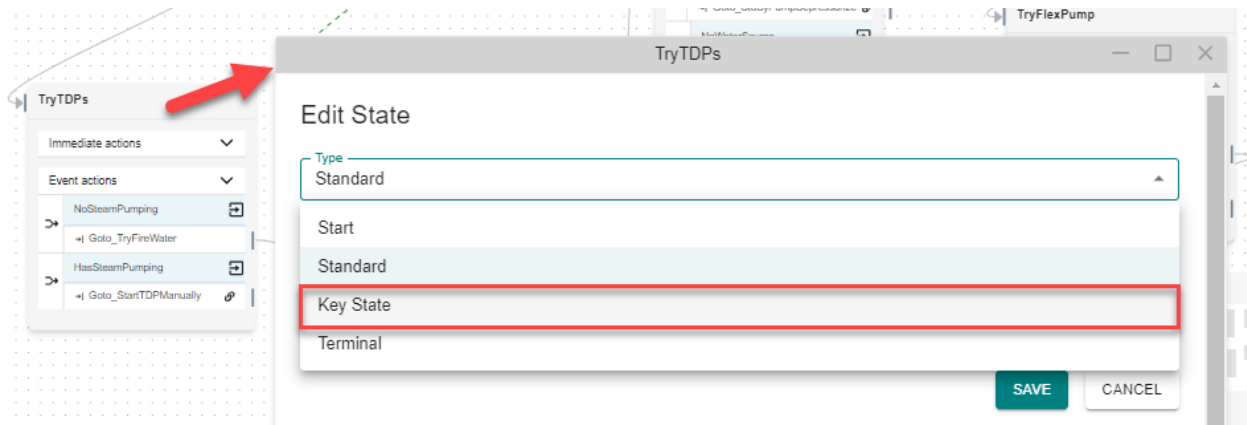 TryFlexPump
TryTDPs
TryTDPs
Edit State
Immediate actions
Type
Standard
Event actions
NoSteamPumping
Goto_TryFireWater
HasSteamPumping
Goto_StartTDPManually
Start
Standard
Key State
Terminal
SAVE
CANCEL